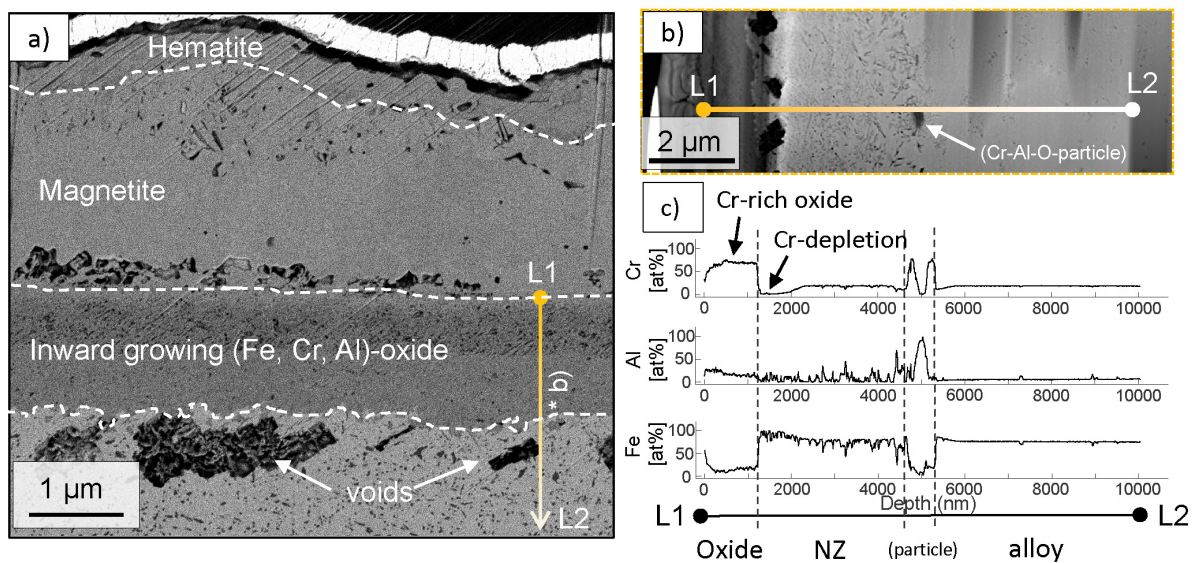 a)
Hematite
Magnetite
L1
Inward growing (Fe, Cr, Al)-oxide
* b)
voids
1 µm
L2
b)
L1
L2
2 µm
(Cr-Al-O-particle)
c)
Cr-rich oxide
Cr-depletion
Cr
[at%]
100
50
0
0 2000 4000 6000 8000 10000
Al
[at%]
100
50
0
0 2000 4000 6000 8000 10000
Fe
[at%]
100
50
0
0 2000 4000 6000 8000 10000
Depth (nm)
L1 L2
Oxide NZ (particle) alloy